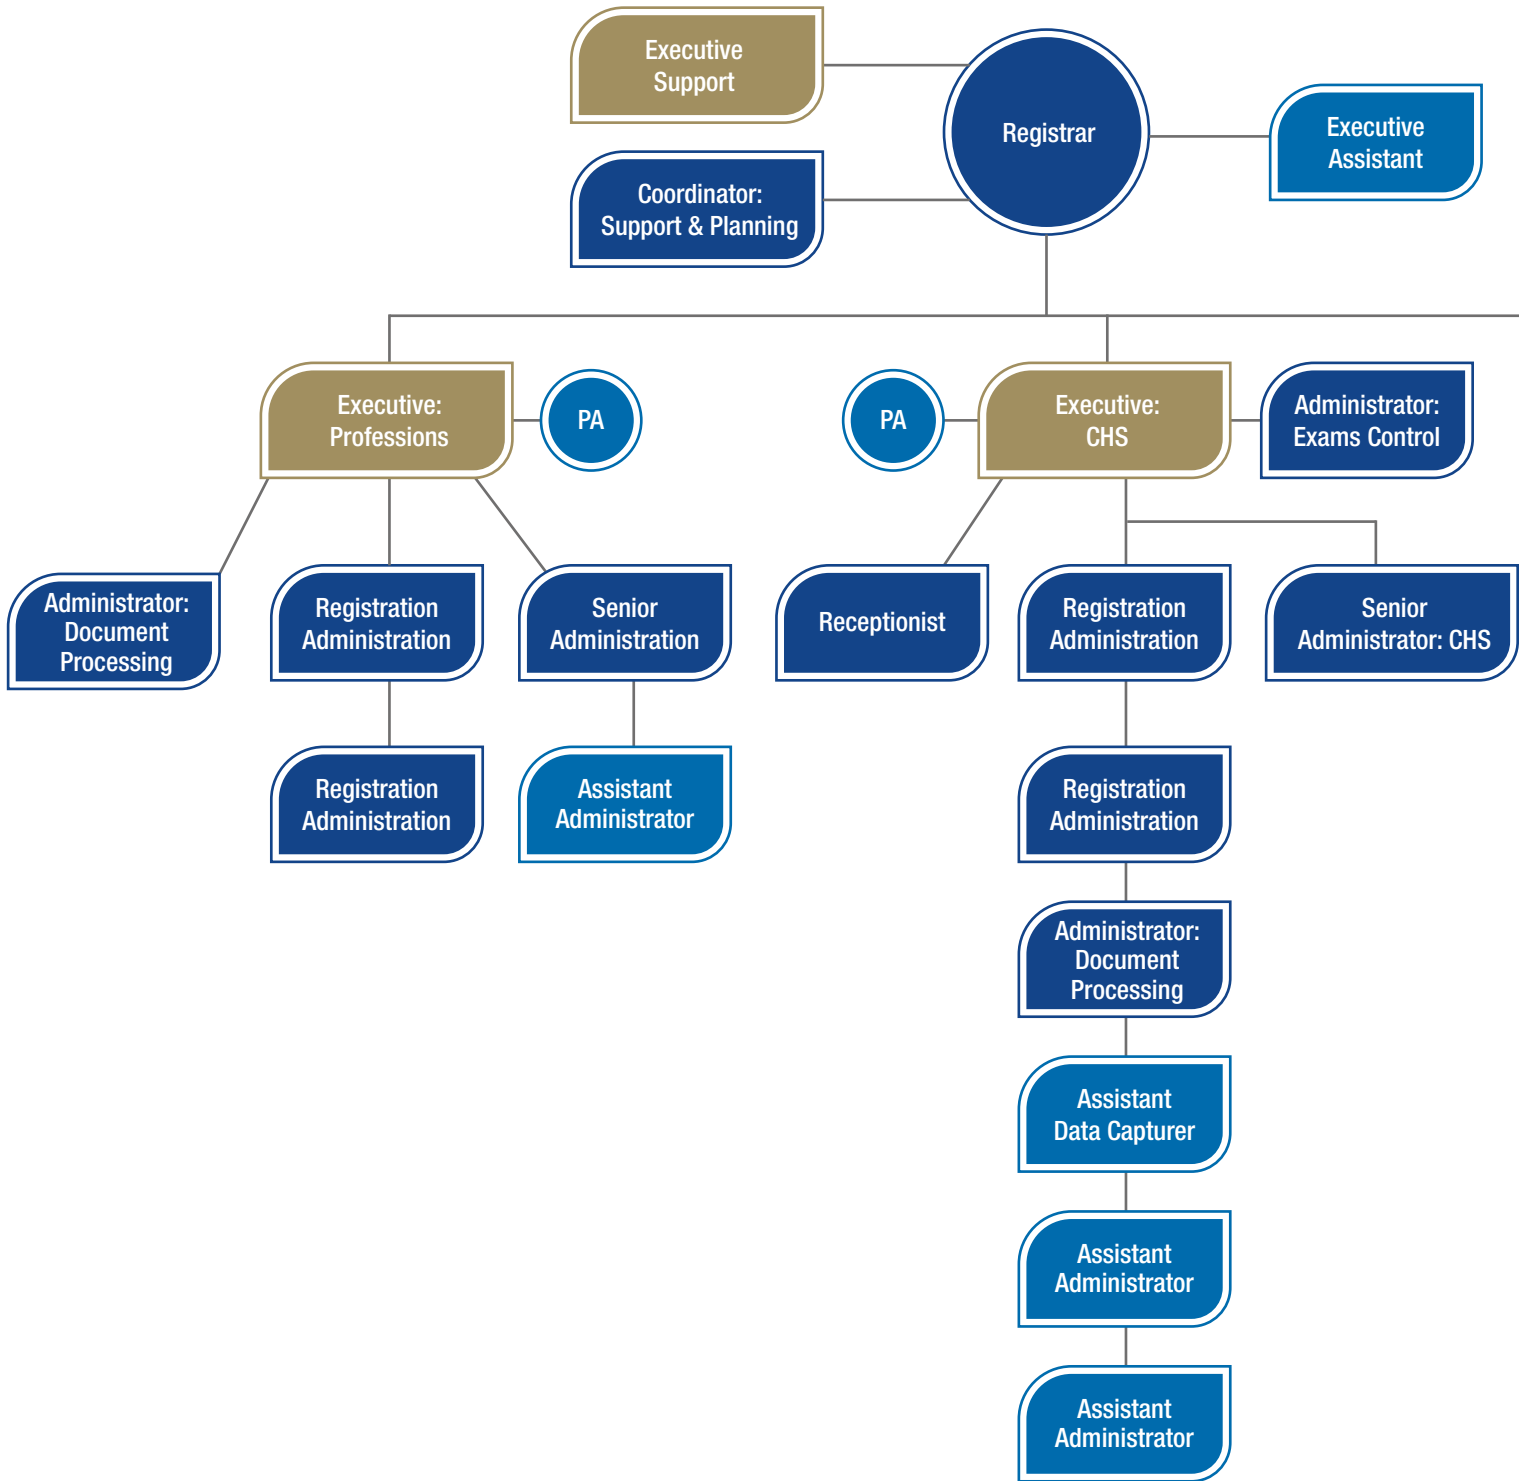 Executive
Support
Registrar
Executive
Assistant
Coordinator:
Support & Planning
Executive:
Professions
PA
PA
Executive:
CHS
Administrator:
Exams Control
Administrator:
Document
Processing
Registration
Administration
Senior
Administration
Receptionist
Registration
Administration
Senior
Administrator: CHS
Registration
Administration
Assistant
Administrator
Registration
Administration
Administrator:
Document
Processing
Assistant
Data Capturer
Assistant
Administrator
Assistant
Administrator